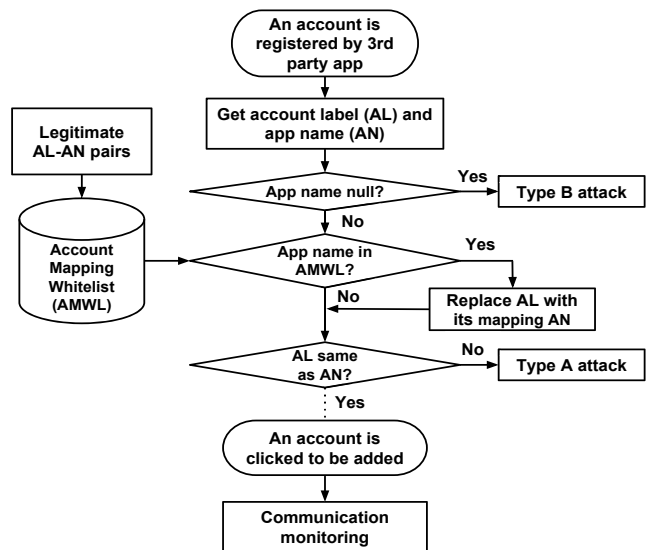 An account is
registered by 3rd
party app
Get account label (AL) and
app name (AN)
Legitimate
AL-AN pairs
App name null?
Yes
Type B attack
No
Account
Mapping
Whitelist
(AMWL)
App name in
AMWL?
Yes
No
Replace AL with
its mapping AN
AL same
as AN?
No
Type A attack
Yes
An account is
clicked to be added
Communication
monitoring